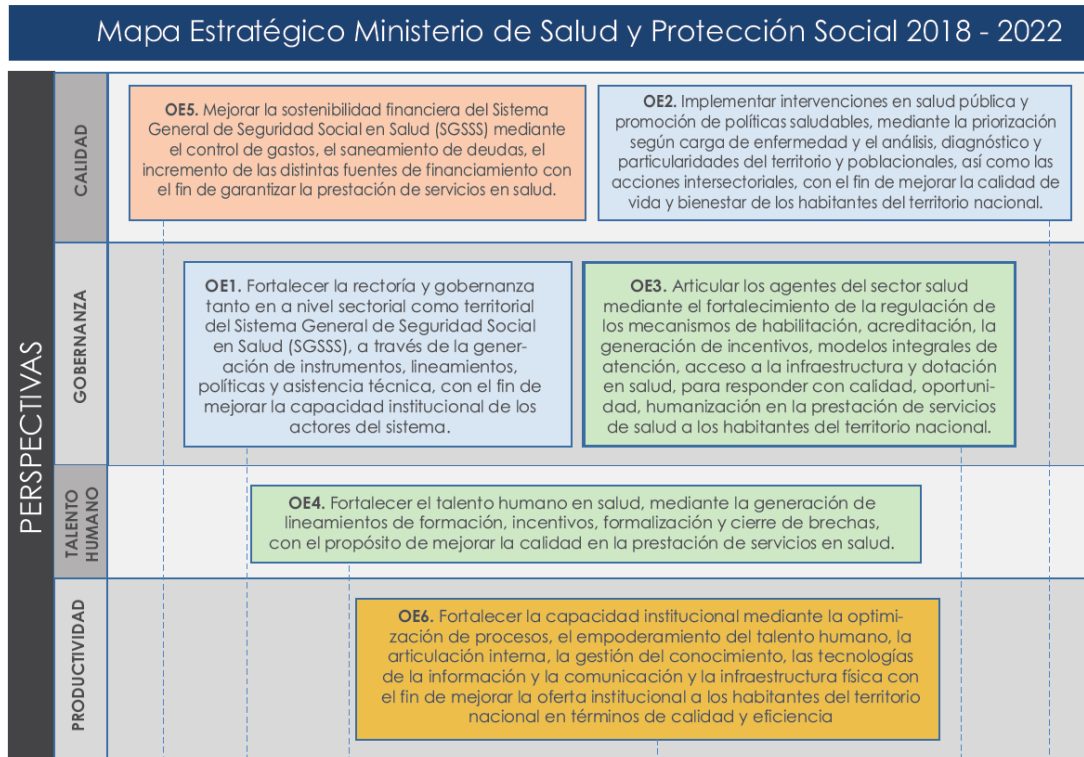 Mapa Estratégico Ministerio de Salud y Protección Social 2018 - 2022
PERSPECTIVAS
CALIDAD
OE5. Mejorar la sostenibilidad financiera del Sistema
General de Seguridad Social en Salud (SGSSS) mediante
el control de gastos, el saneamiento de deudas, el
incremento de las distintas fuentes de financiamiento con
el fin de garantizar la prestación de servicios en salud.
OE2. Implementar intervenciones en salud pública y
promoción de políticas saludables, mediante la priorización
según carga de enfermedad y el análisis, diagnóstico y
particularidades del territorio y poblacionales, así como las
acciones intersectoriales, con el fin de mejorar la calidad de
vida y bienestar de los habitantes del territorio nacional.
GOBERNANZA
OE1. Fortalecer la rectoría y gobernanza
tanto en a nivel sectorial como territorial
del Sistema General de Seguridad Social
en Salud (SGSSS), a través de la gener-
ación de instrumentos, lineamientos,
políticas y asistencia técnica, con el fin de
mejorar la capacidad institucional de los
actores del sistema.
OE3. Articular los agentes del sector salud
mediante el fortalecimiento de la regulación de
los mecanismos de habilitación, acreditación, la
generación de incentivos, modelos integrales de
atención, acceso a la infraestructura y dotación
en salud, para responder con calidad, oportuni-
dad, humanización en la prestación de servicios
de salud a los habitantes del territorio nacional.
TALENTO
HUMANO
OE4. Fortalecer el talento humano en salud, mediante la generación de
lineamientos de formación, incentivos, formalización y cierre de brechas,
con el propósito de mejorar la calidad en la prestación de servicios en salud.
PRODUCTIVIDAD
OE6. Fortalecer la capacidad institucional mediante la optimi-
zación de procesos, el empoderamiento del talento humano, la
articulación interna, la gestión del conocimiento, las tecnologías
de la información y la comunicación y la infraestructura física con
el fin de mejorar la oferta institucional a los habitantes del territorio
nacional en términos de calidad y eficiencia